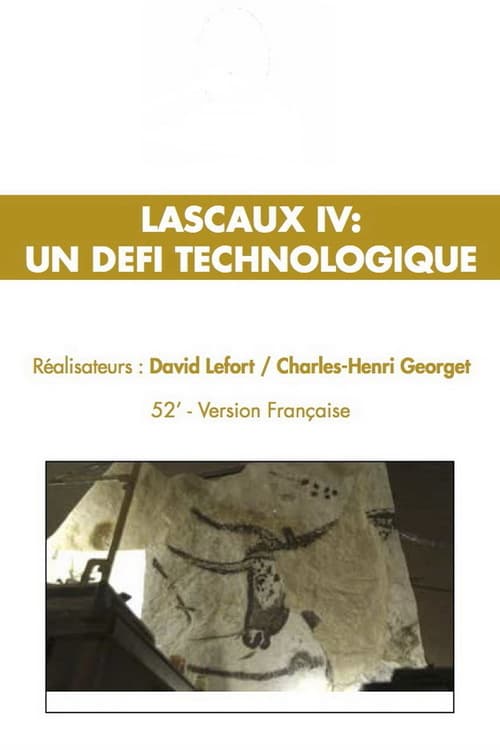 LASCAUX IV:
UN DEFI TECHNOLOGIQUE
Réalisateurs : David Lefort / Charles-Henri Georget
52’ - Version Française